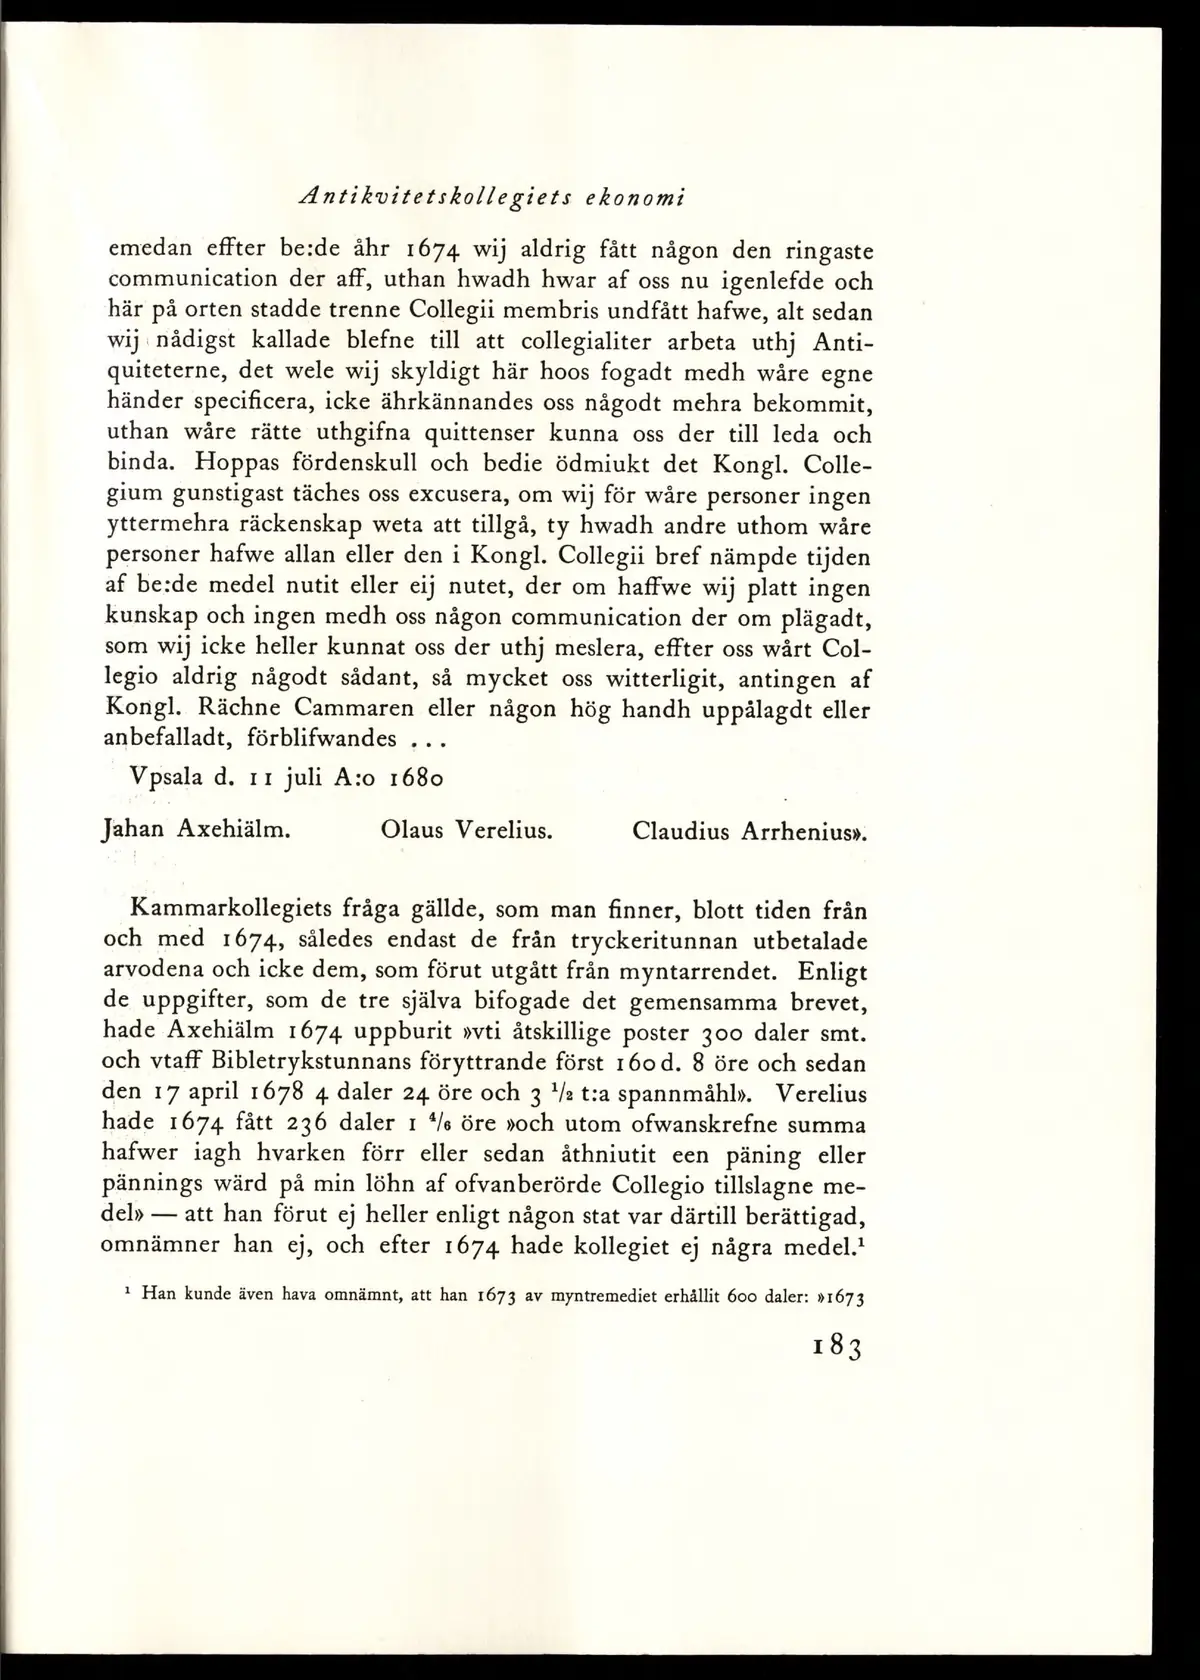 Antikvitetskollegiets ekonomi
emedan effter be:de åhr 1674 wij aldrig fått någon den ringaste
communication der aff, uthan hwadh hwar af oss nu igenlefde och
här på orten stadde trenne Collegii membris undfått hafwe, alt sedan
wij nådigst kallade blefne till att collegialiter arbeta uthj Anti-
quiteterne, det wele wij skyldigt här hoos fogadt medh wåre egne
händer specificera, icke ährkännandes oss någodt mehra bekommit,
uthan wåre rätte uthgifna quittenser kunna oss der till leda och
binda. Hoppas fördenskull och bedie ödmiukt det Kongl. Colle-
gium gunstigast täches oss excusera, om wij för wåre personer ingen
yttermehra räckenskap weta att tillgå, ty hwadh andre uthom wåre
personer hafwe allan eller den i Kongl. Collegii bref nämpde tijden
af be:de medel nutit eller eij nutet, der om haffwe wij platt ingen
kunskap och ingen medh oss någon communication der om plägadt,
som wij icke heller kunnat oss der uthj meslera, effter oss wårt Col-
legio aldrig någodt sådant, så mycket oss witterligit, antingen af
Kongl. Rächne Cammaren eller någon hög handh uppålagdt eller
anbefalladt, förblifwandes ...
Vpsala d. 11 juli A:o 1680
Jahan Axehiälm. Olaus Verelius. Claudius Arrhenius».
Kammarkollegiets fråga gällde, som man finner, blott tiden från
och med 1674, således endast de från tryckeritunnan utbetalade
arvodena och icke dem, som förut utgått från myntarrendet. Enligt
de uppgifter, som de tre själva bifogade det gemensamma brevet,
hade Axehiälm 1674 uppburit »vti åtskillige poster 300 daler smt.
och vtaff Bibletrykstunnans föryttrande först 160 d. 8 öre och sedan
den 17 april 1678 4 daler 24 öre och 3 1/2 t:a spannmåhl». Verelius
hade 1674 fått 236 daler 1 4/6 öre »och utom ofwanskrefne summa
hafwer iagh hvarken förr eller sedan åthniutit een päning eller
pännings wärd på min löhn af ofvanberörde Collegio tillslagne me-
del» — att han förut ej heller enligt någon stat var därtill berättigad,
omnämner han ej, och efter 1674 hade kollegiet ej några medel.¹
¹ Han kunde även hava omnämnt, att han 1673 av myntremediet erhållit 600 daler: »1673
183